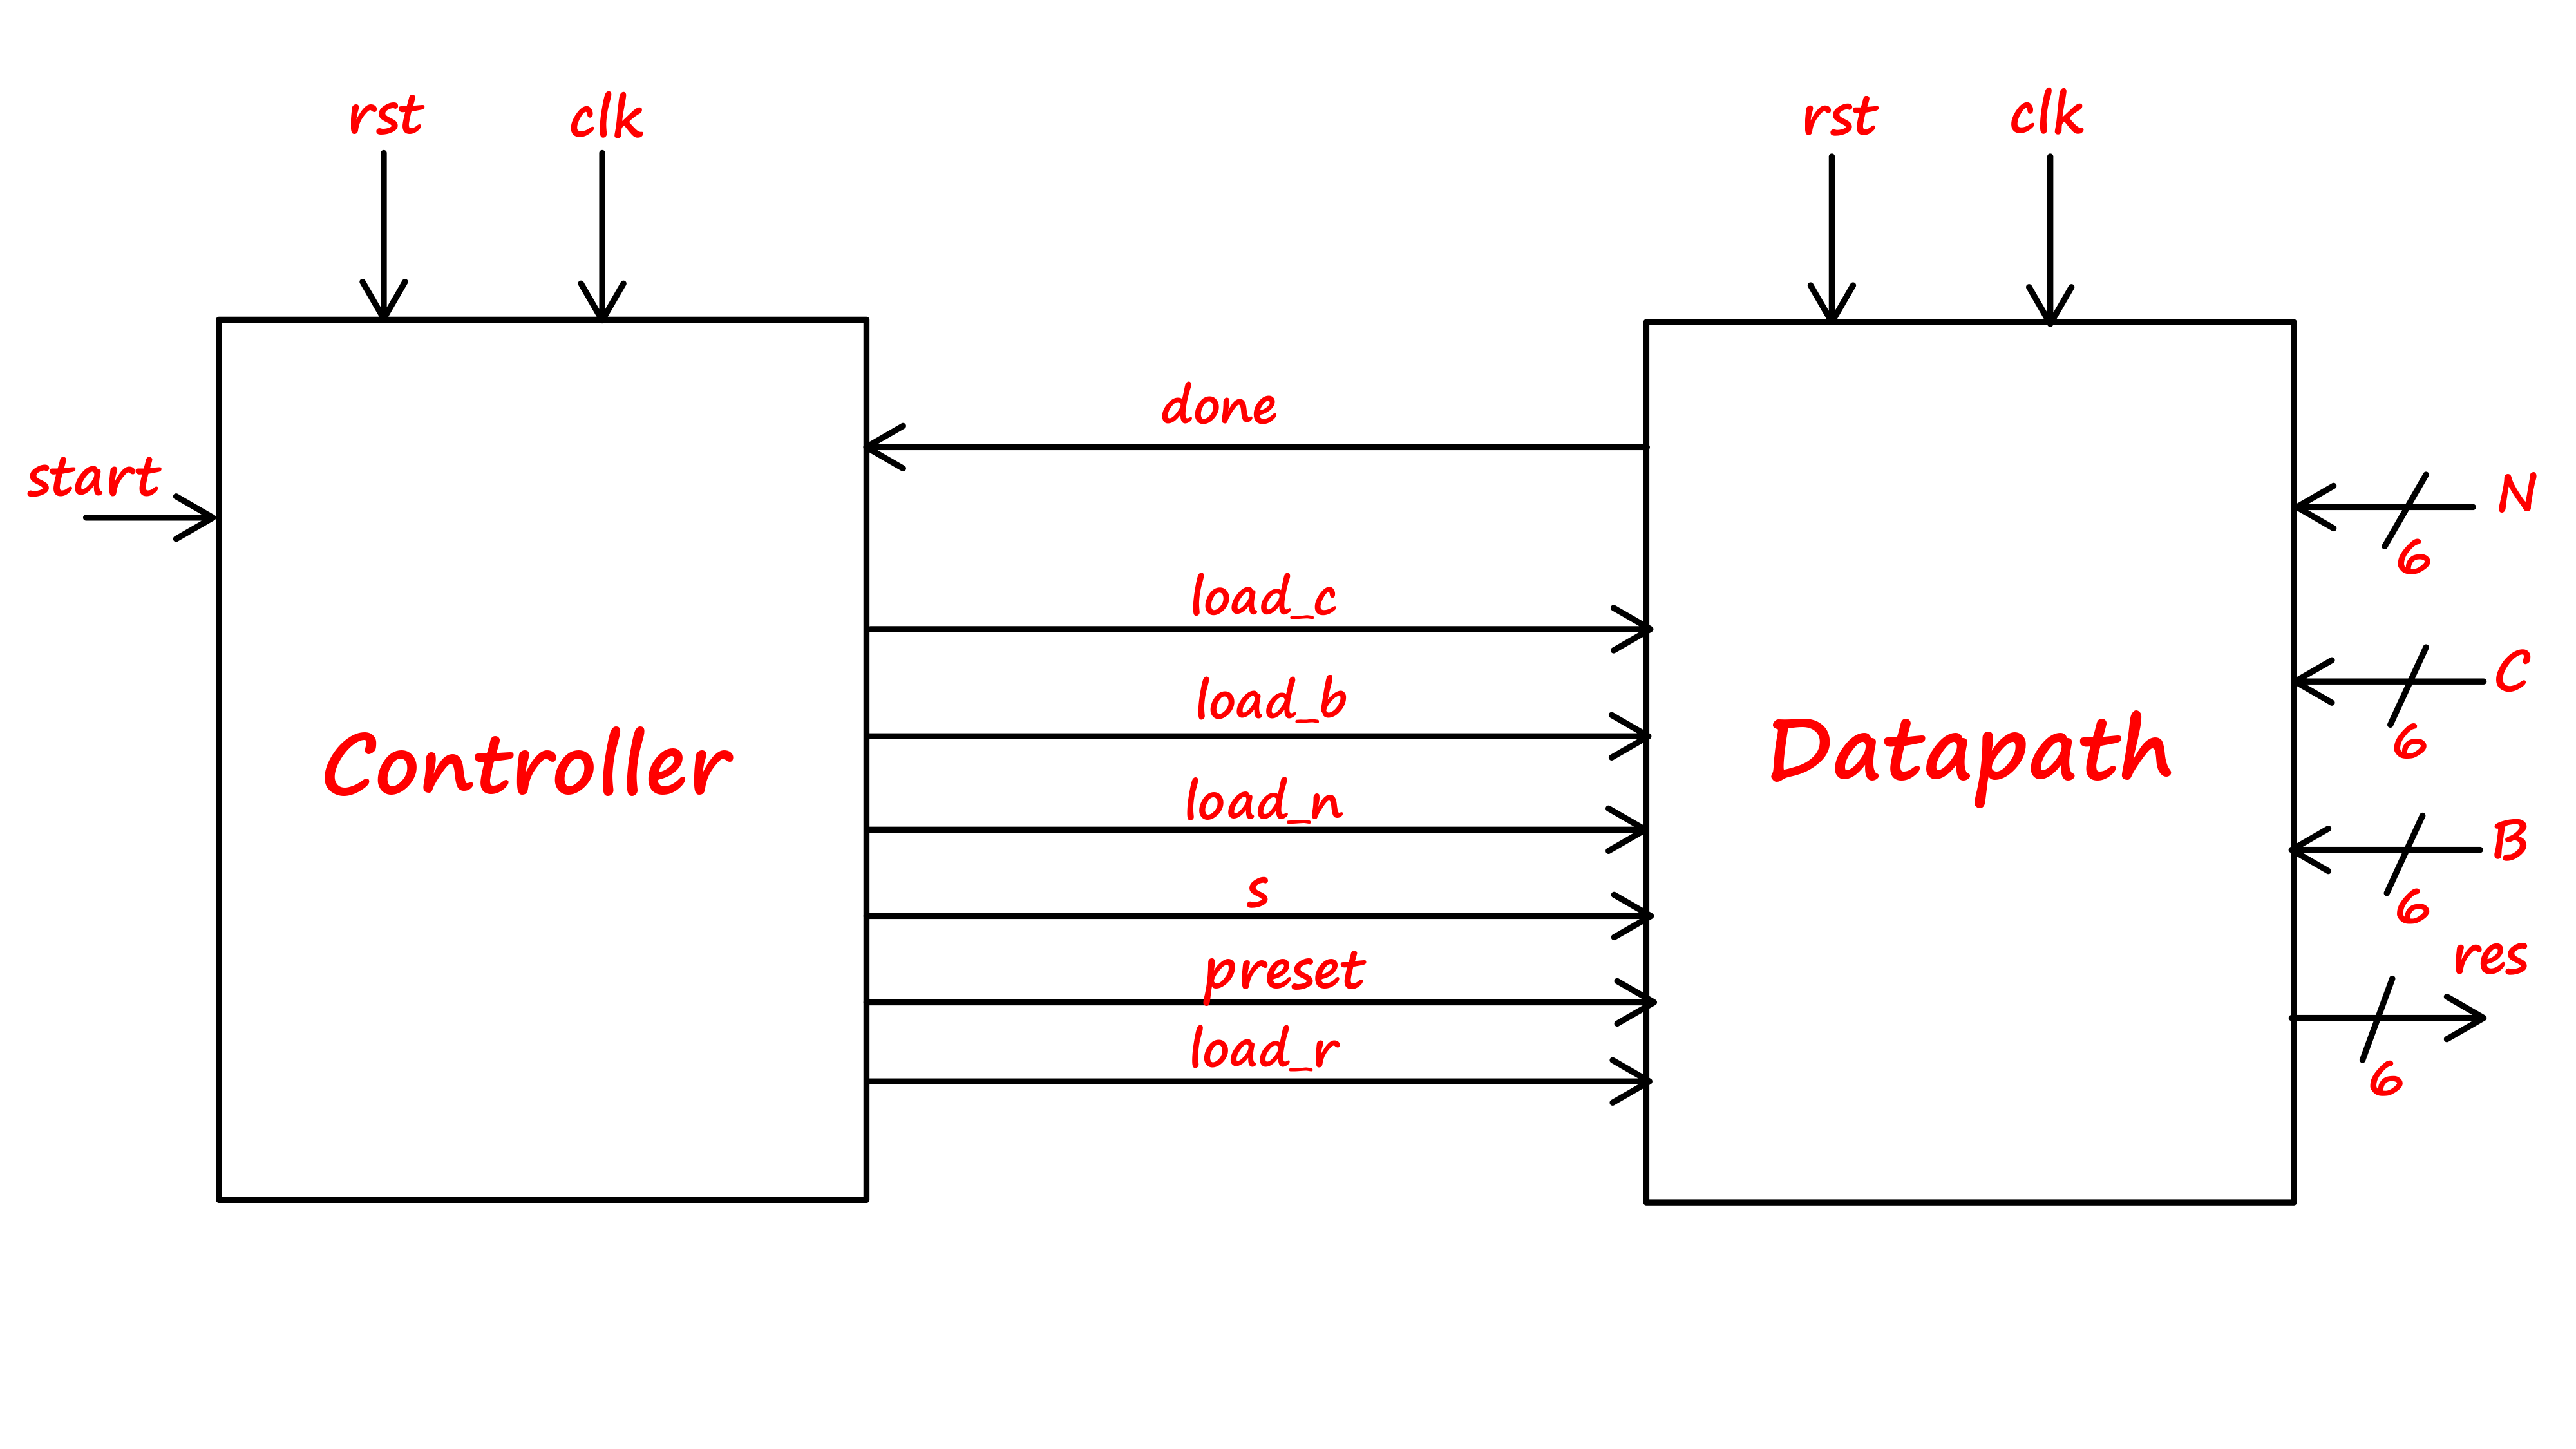 rst
clk
rst
clk
done
start
N
6
load_c
C
load_b
6
Controller
Datapath
load_n
B
s
6
preset
res
load_r
6